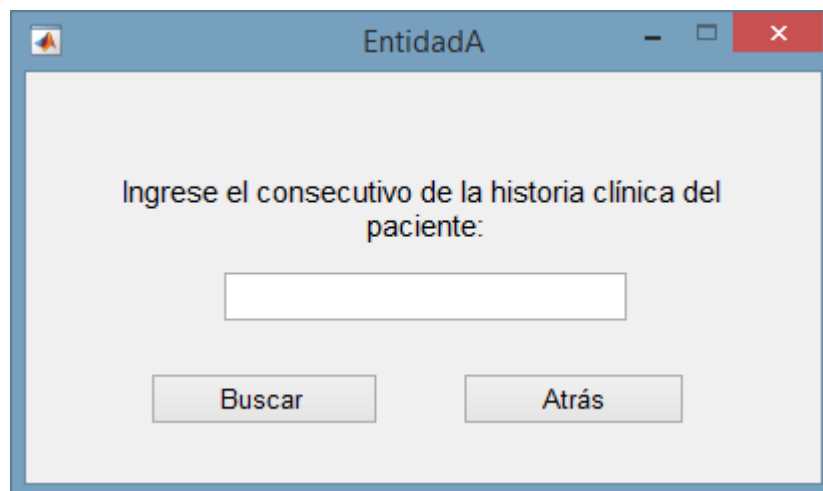 EntidadA
Ingrese el consecutivo de la historia clínica del
paciente:
Buscar
Atrás